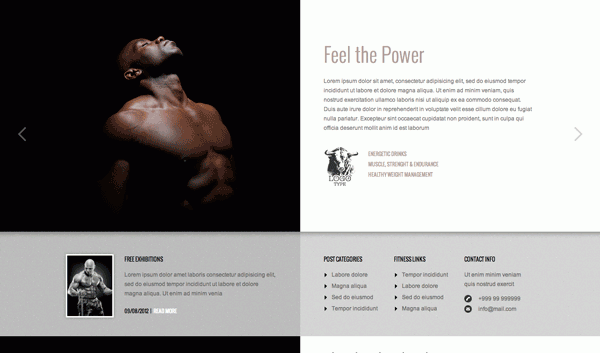 Feel the Power
Lorem ipsum dolor sit amet, consectetur adipisicing elit, sed do eiusmod tempor
incididunt ut labore et dolore magna aliqua. Ut enim ad minim veniam, quis
nostrud exercitation ullamco laboris nisi ut aliquip ex ea commodo consequat.
Duis aute irure dolor in reprehenderit in voluptate velit esse cillum dolore eu fugiat
nulla pariatur. Excepteur sint occaecat cupidatat non proident, sunt in culpa qui
officia deserunt mollit anim id est laborum
LOGO
TYPE
ENERGETIC DRINKS
MUSCLE, STRENGHT & ENDURANCE
HEALTHY WEIGHT MANAGEMENT
FREE EXHIBITIONS
Lorem ipsum dolor amet laboris consectetur adipisicing elit,
sed do eiusmod tempor incididunt ut labore et dolore
magna aliqua. Ut enim ad minim venia
09/08/2012 | READ MORE
POST CATEGORIES
Labore dolore
Magna aliqua
Sed do eiusmod
Tempor incididunt
FITNESS LINKS
Tempor incididunt
Labore dolore
Sed do eiusmod
Magna aliqua
CONTACT INFO
Ut enim minim veniam
quis nostrud exercit
+999 99 999999
info@mail.com